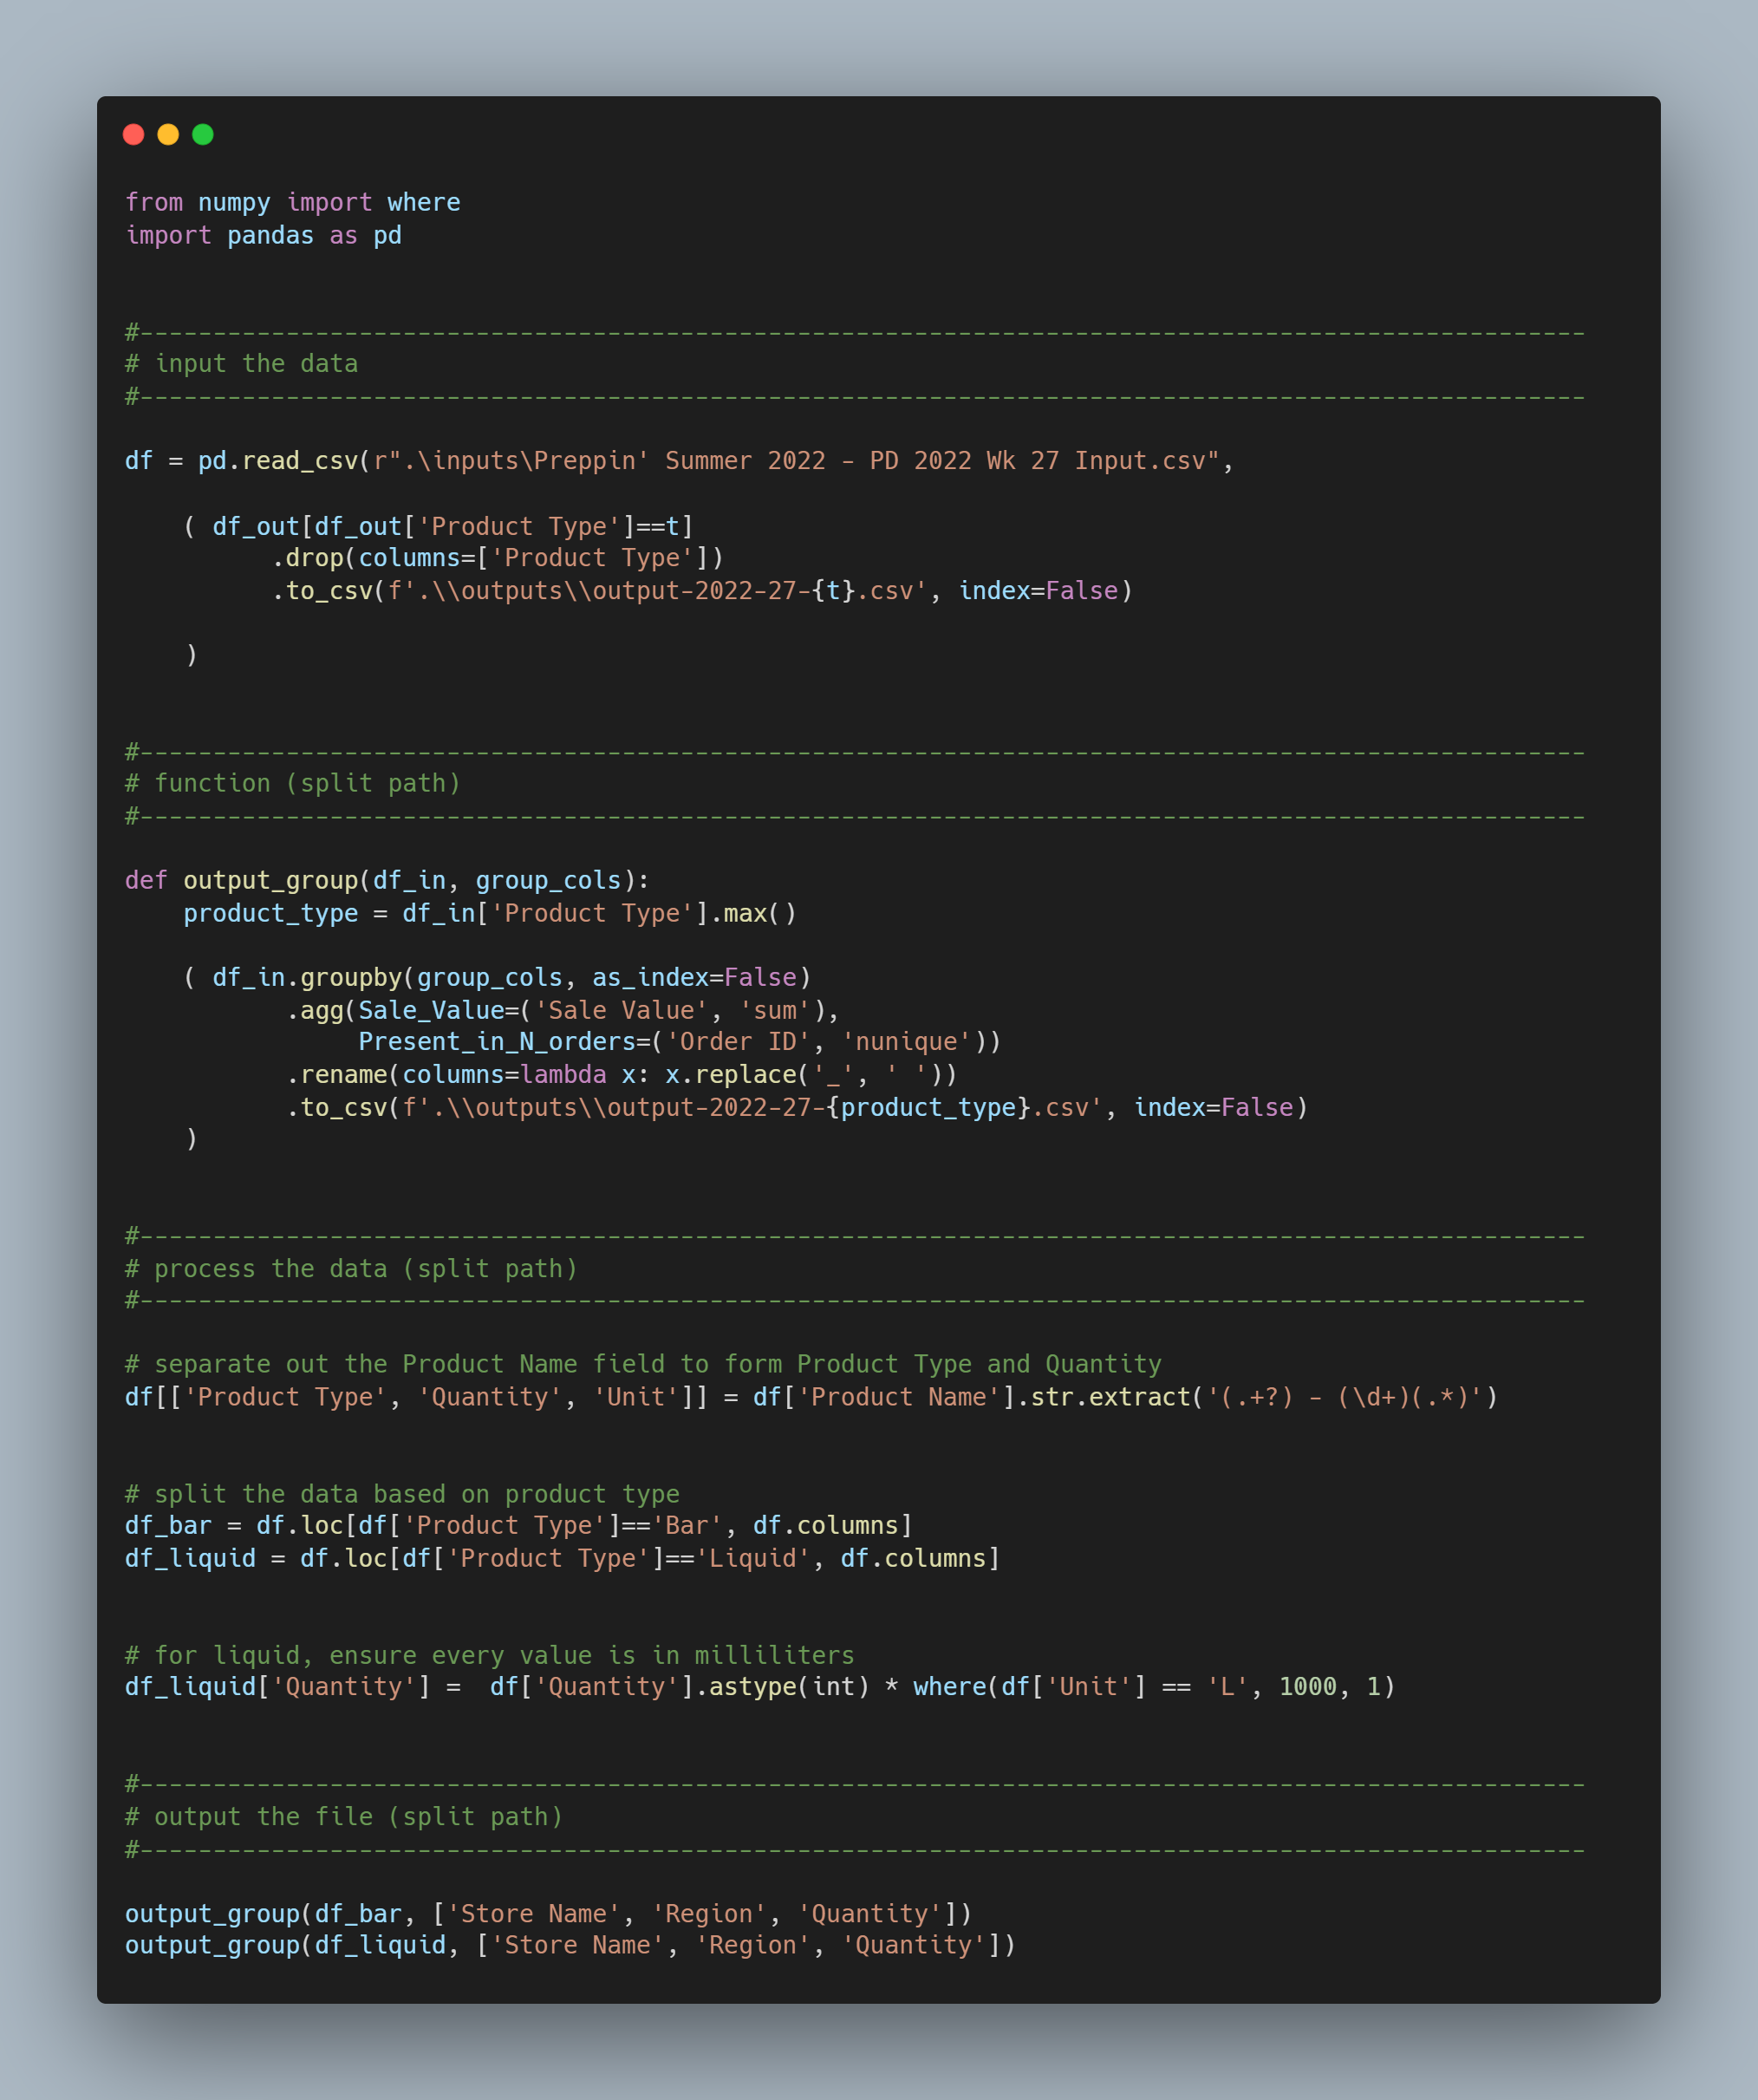 from numpy import where
import pandas as pd
#---------------------------------------------------------------------------------------------------
# input the data
#---------------------------------------------------------------------------------------------------
df = pd.read_csv(r".\inputs\Preppin' Summer 2022 - PD 2022 Wk 27 Input.csv",
    ( df_out[df_out['Product Type']==t]
          .drop(columns=['Product Type'])
          .to_csv(f'.\\outputs\\output-2022-27-{t}.csv', index=False)
    )
#---------------------------------------------------------------------------------------------------
# function (split path)
#---------------------------------------------------------------------------------------------------
def output_group(df_in, group_cols):
    product_type = df_in['Product Type'].max()
    ( df_in.groupby(group_cols, as_index=False)
           .agg(Sale_Value=('Sale Value', 'sum'),
                Present_in_N_orders=('Order ID', 'nunique'))
           .rename(columns=lambda x: x.replace('_', ' '))
           .to_csv(f'.\\outputs\\output-2022-27-{product_type}.csv', index=False)
    )
#---------------------------------------------------------------------------------------------------
# process the data (split path)
#---------------------------------------------------------------------------------------------------
# separate out the Product Name field to form Product Type and Quantity
df[['Product Type', 'Quantity', 'Unit']] = df['Product Name'].str.extract('(.+?) - (\d+)(.*)')
# split the data based on product type
df_bar = df.loc[df['Product Type']=='Bar', df.columns]
df_liquid = df.loc[df['Product Type']=='Liquid', df.columns]
# for liquid, ensure every value is in milliliters
df_liquid['Quantity'] =  df['Quantity'].astype(int) * where(df['Unit'] == 'L', 1000, 1)
#---------------------------------------------------------------------------------------------------
# output the file (split path)
#---------------------------------------------------------------------------------------------------
output_group(df_bar, ['Store Name', 'Region', 'Quantity'])
output_group(df_liquid, ['Store Name', 'Region', 'Quantity'])